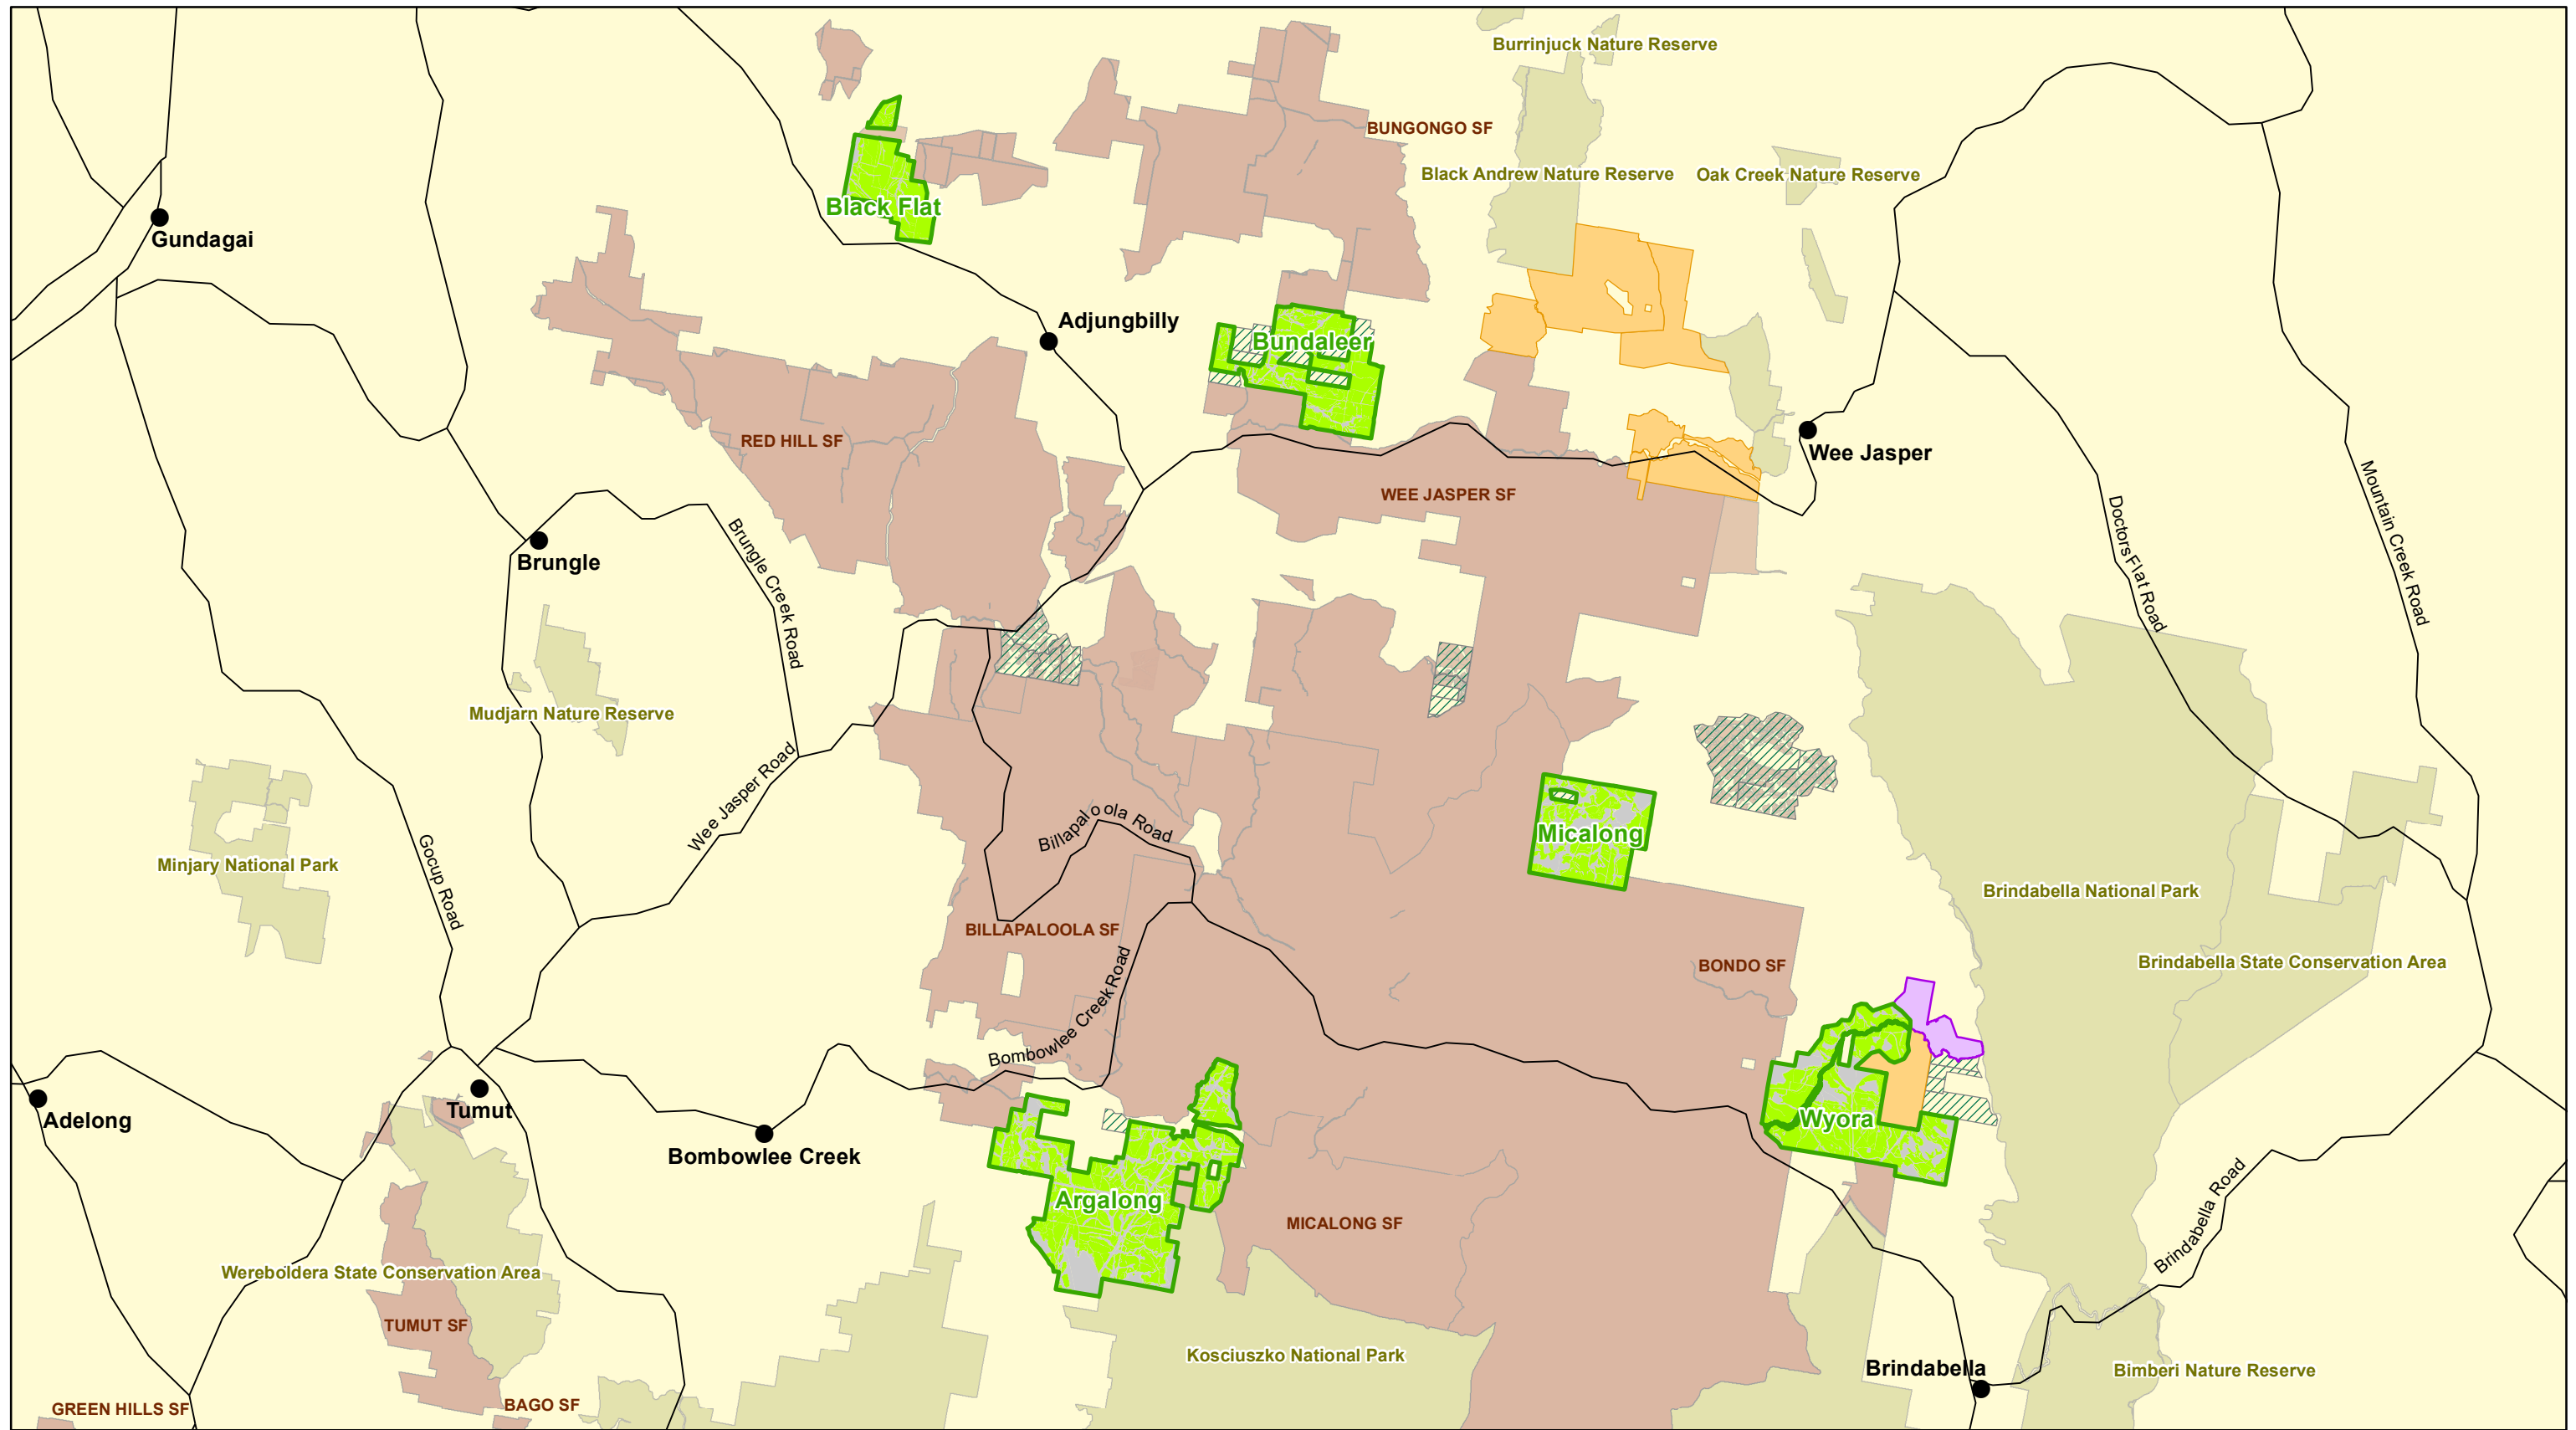 Burrinjuck Nature Reserve
BUNGONGO SF
Black Andrew Nature Reserve
Oak Creek Nature Reserve
Black Flat
Gundagai
Adjungbilly
Bundaleer
RED HILL SF
Wee Jasper
WEE JASPER SF
Mountain Creek Road
Doctors Flat Road
Brungle Creek Road
Brungle
Mudjarn Nature Reserve
Wee Jasper Road
Billapaloola Road
Micalong
Minjary National Park
Gocup Road
Brindabella National Park
BILLAPALOOLA SF
BONDO SF
Brindabella State Conservation Area
Bombowlee Creek Road
Tumut
Adelong
Wyora
Bombowlee Creek
Argalong
MICALONG SF
Brindabella Road
Wereboldera State Conservation Area
TUMUT SF
Kosciuszko National Park
Brindabella
Bimberi Nature Reserve
BAGO SF
GREEN HILLS SF